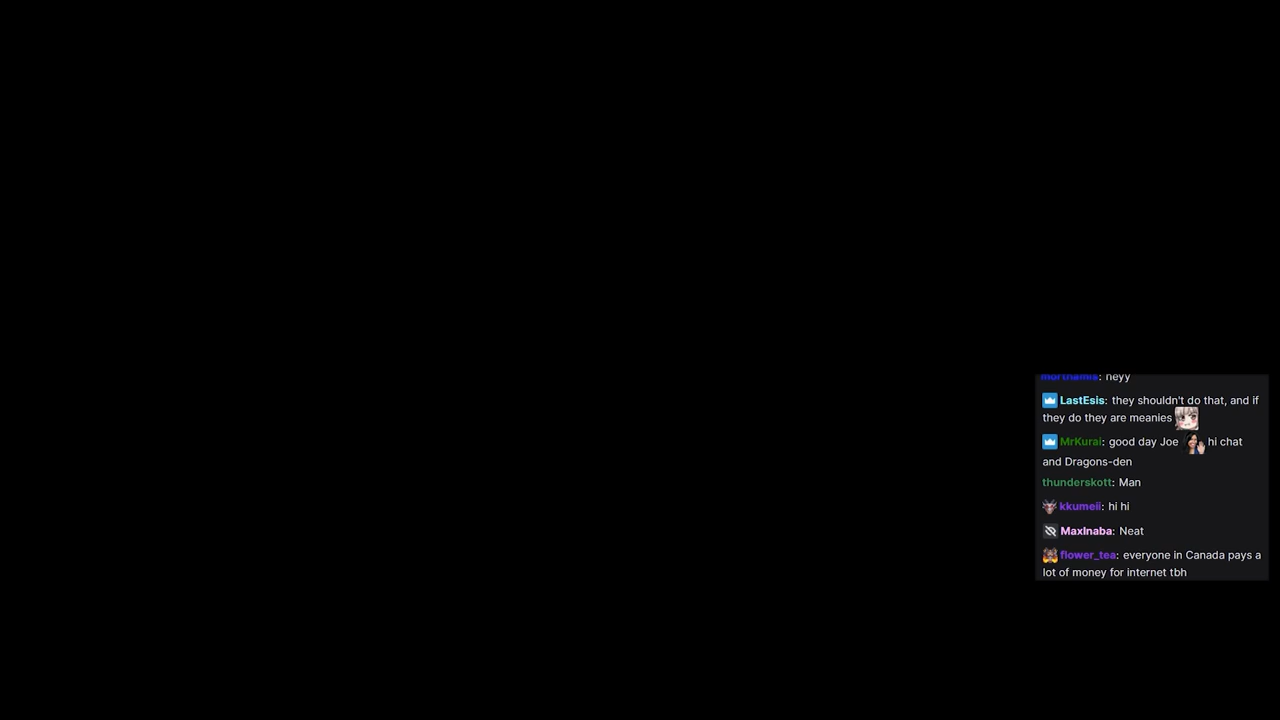 : heyy
LastEsis: they shouldn't do that, and if
they do they are meanies
MrKurai: good day Joe hi chat
and Dragons-den
thunderskott: Man
kkumeii: hi hi
MaxInaba: Neat
flower_tea: everyone in Canada pays a
lot of money for internet tbh